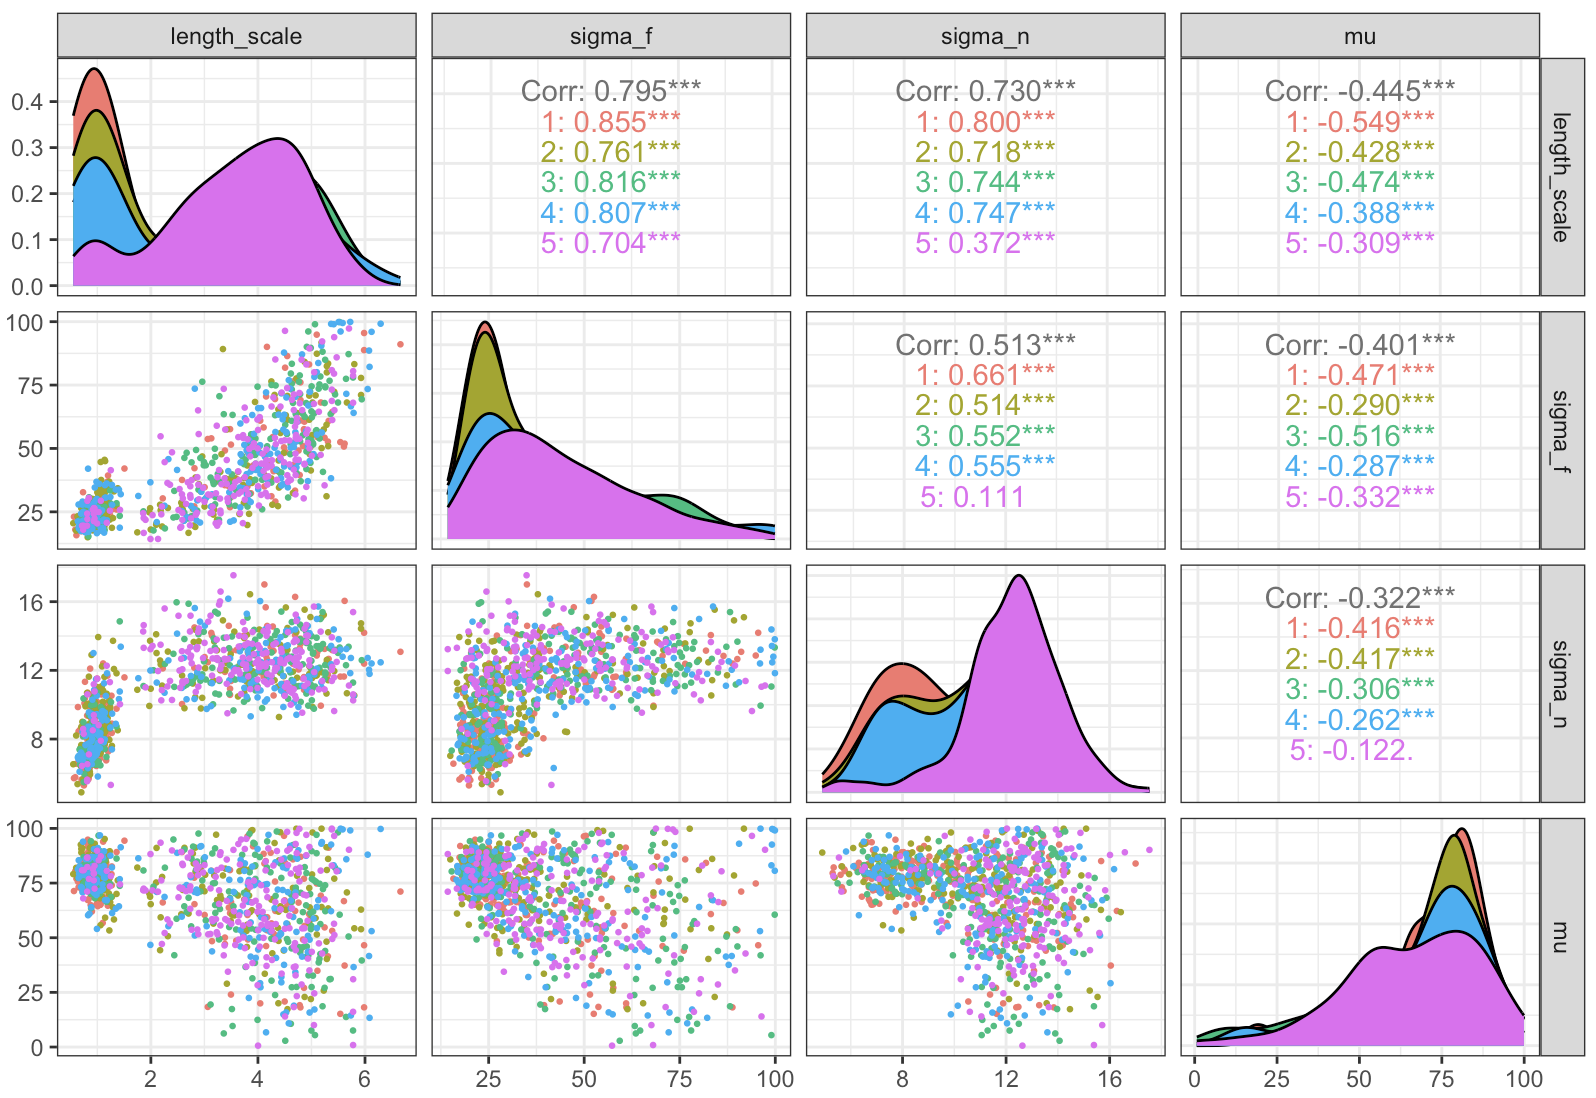 length_scale
sigma_f
sigma_n
mu
0.4
0.3
0.2
0.1
0.0
Corr: 0.795***
1: 0.855***
2: 0.761***
3: 0.816***
4: 0.807***
5: 0.704***
Corr: 0.730***
1: 0.800***
2: 0.718***
3: 0.744***
4: 0.747***
5: 0.372***
Corr: -0.445***
1: -0.549***
2: -0.428***
3: -0.474***
4: -0.388***
5: -0.309***
length_scale
100
75
50
25
Corr: 0.513***
1: 0.661***
2: 0.514***
3: 0.552***
4: 0.555***
5: 0.111
Corr: -0.401***
1: -0.471***
2: -0.290***
3: -0.516***
4: -0.287***
5: -0.332***
sigma_f
16
12
8
Corr: -0.322***
1: -0.416***
2: -0.417***
3: -0.306***
4: -0.262***
5: -0.122.
sigma_n
100
75
50
25
0
mu
2 4 6
25 50 75 100
8 12 16
0 25 50 75 100